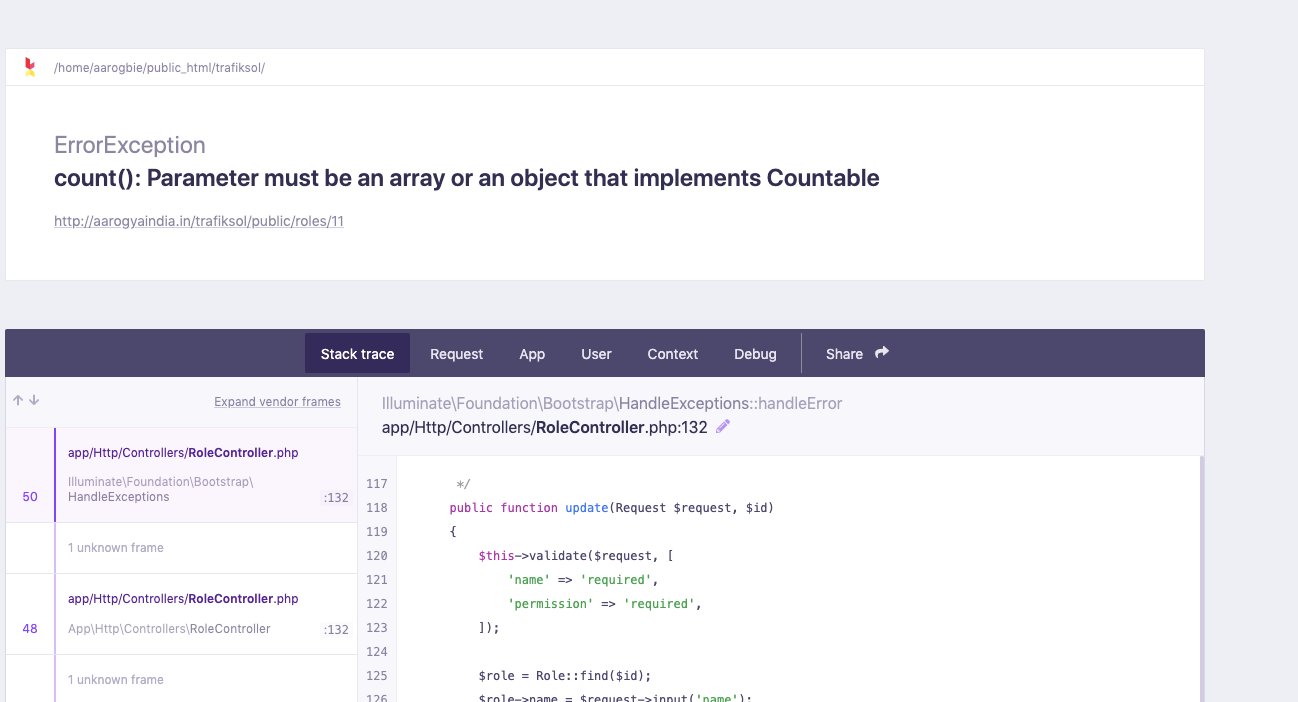 /home/aarogbie/public_html/trafiksol/
ErrorException
count(): Parameter must be an array or an object that implements Countable
http://aarogyaindia.in/trafiksol/public/roles/11
Stack trace Request App User Context Debug Share
Expand vendor frames
app/Http/Controllers/RoleController.php
50 Illuminate\Foundation\Bootstrap\
HandleExceptions :132
1 unknown frame
app/Http/Controllers/RoleController.php
48 App\Http\Controllers\RoleController :132
1 unknown frame
Illuminate\Foundation\Bootstrap\HandleExceptions::handleError
app/Http/Controllers/RoleController.php:132
117 */
118 public function update(Request $request, $id)
119 {
120 $this->validate($request, [
121 'name' => 'required',
122 'permission' => 'required',
123 ]);
124
125 $role = Role::find($id);
126 $role->name = $request->input('name');